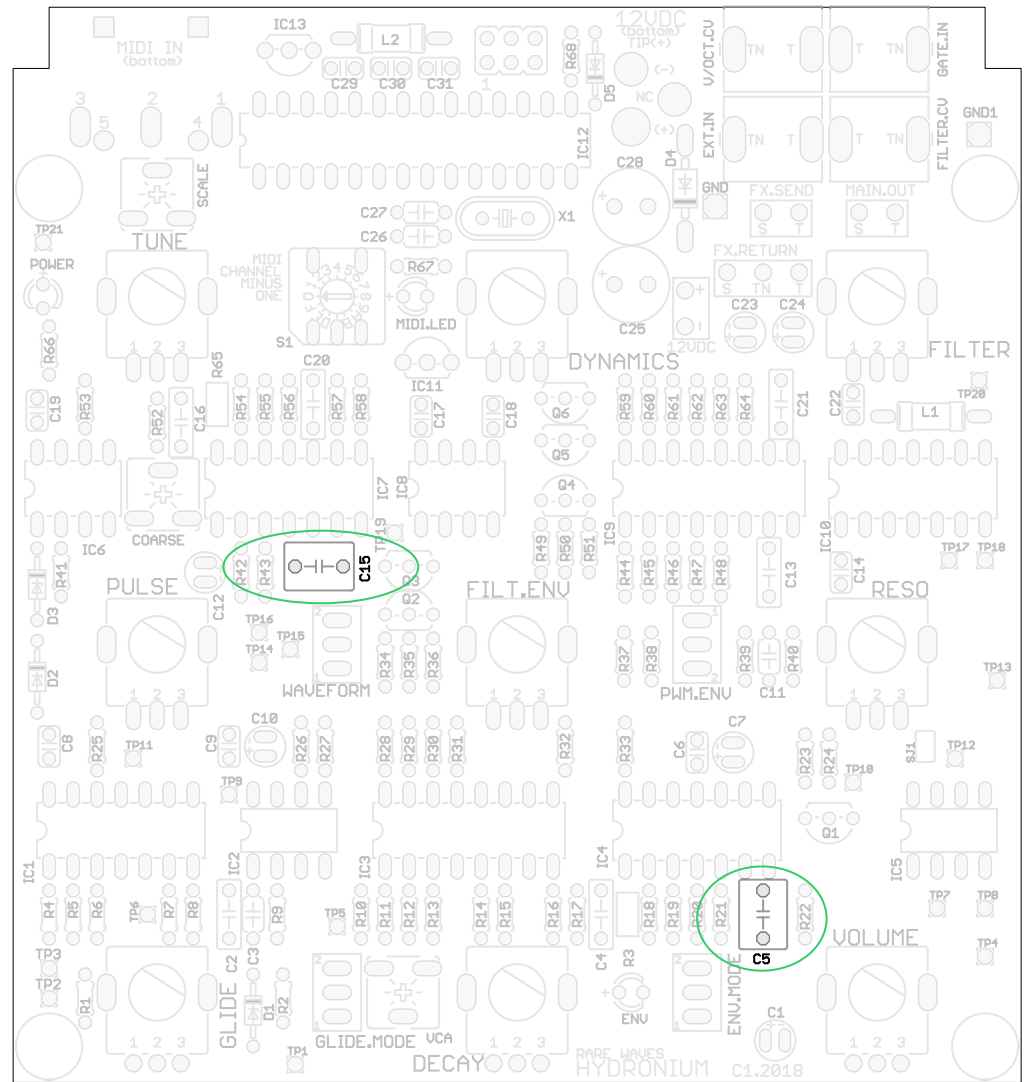 IC13
12VDC
(bottom)
TIP(+)
MIDI IN
(bottom)
L2
R68
(-)
V/OCT.CV
TN
T
T
TN
GATE.IN
C29
C30
C31
1
D5
NC
3
2
1
5
4
IC12
(+)
EXT.IN
TN
T
T
TN
FILTER.CV
GND1
D4
C28
SCALE
GND
FX.SEND
MAIN.OUT
C27
X1
S
T
S
T
TP21
TUNE
C26
POWER
MIDI
CHANNEL
MINUS
ONE
R67
FX.RETURN
S
TN
T
MIDI.LED
C25
C23
C24
R66
1 2 3
S1
12VDC
1 2 3
1 2 3
C20
IC11
DYNAMICS
FILTER
R65
TP20
C19
R53
R52
C16
R54
R55
R56
R57
R58
C17
C18
Q6
R59
R60
R61
R62
R63
R64
C21
C22
L1
Q5
IC7
IC8
Q4
IC9
IC10
IC6
COARSE
TP19
R41
R42
R43
C15
Q3
R49
R50
R51
R44
R45
R46
R47
R48
C13
C14
TP17
TP18
D3
PULSE
C12
Q2
FILT.ENV
RESO
TP16
TP15
TP14
2
1
R34
R35
R36
R37
R38
1
2
R39
C11
R40
TP13
D2
WAVEFORM
PWM.ENV
1 2 3
1 2 3
1 2 3
C8
R25
TP11
C9
C10
R26
R27
R28
R29
R30
R31
R32
R33
C6
C7
R23
R24
SJ1
TP12
TP9
TP10
IC1
IC2
IC3
IC4
Q1
IC5
R4
R5
R6
TP6
R7
R8
R9
TP5
R10
R11
R12
R13
R14
R15
R16
R17
R18
R19
R20
R21
R22
TP7
TP8
C2
C3
C4
R3
C5
VOLUME
TP3
TP2
TP4
R1
GLIDE
D1
R2
2
1
GLIDE.MODE
VCA
ENV
1
2
ENV.MODE
C1
1 2 3
1 2 3
1 2 3
TP1
DECAY
RARE WAVES
HYDRONIUM
C1.2018